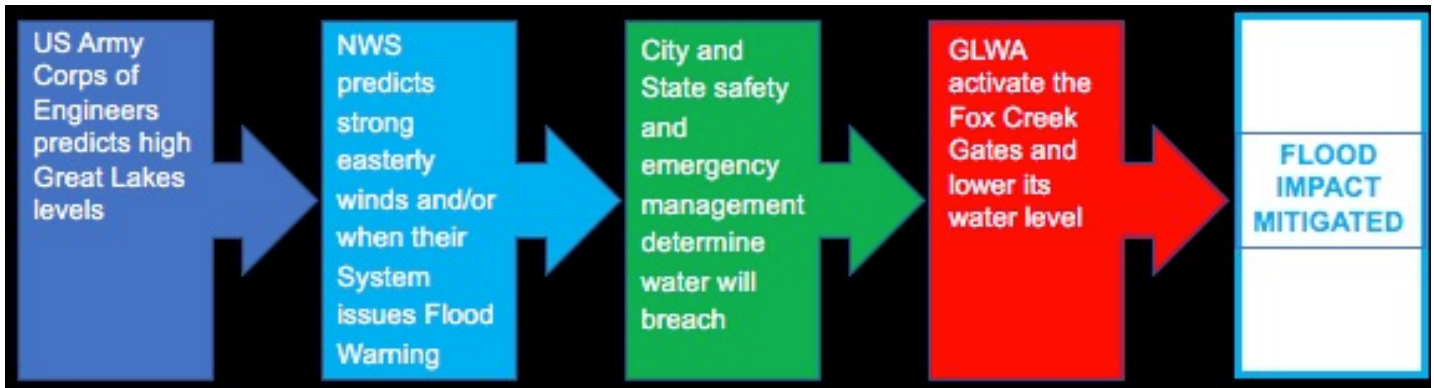 US Army
Corps of
Engineers
predicts high
Great Lakes
levels
NWS
predicts
strong
easterly
winds and/or
when their
System
issues Flood
Warning
City and
State safety
and
emergency
management
determine
water will
breach
GLWA
activate the
Fox Creek
Gates and
lower its
water level
FLOOD
IMPACT
MITIGATED